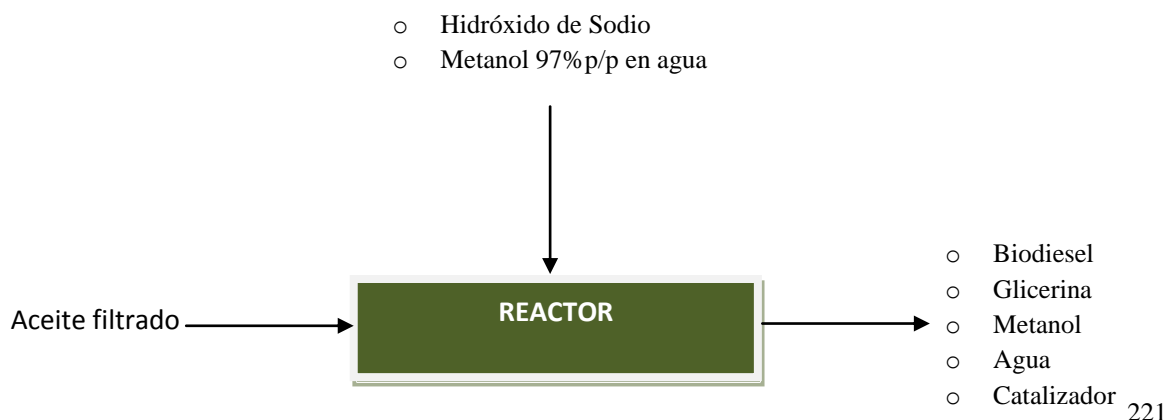 o Hidróxido de Sodio
o Metanol 97%p/p en agua
Aceite filtrado
REACTOR
o Biodiesel
o Glicerina
o Metanol
o Agua
o Catalizador
221